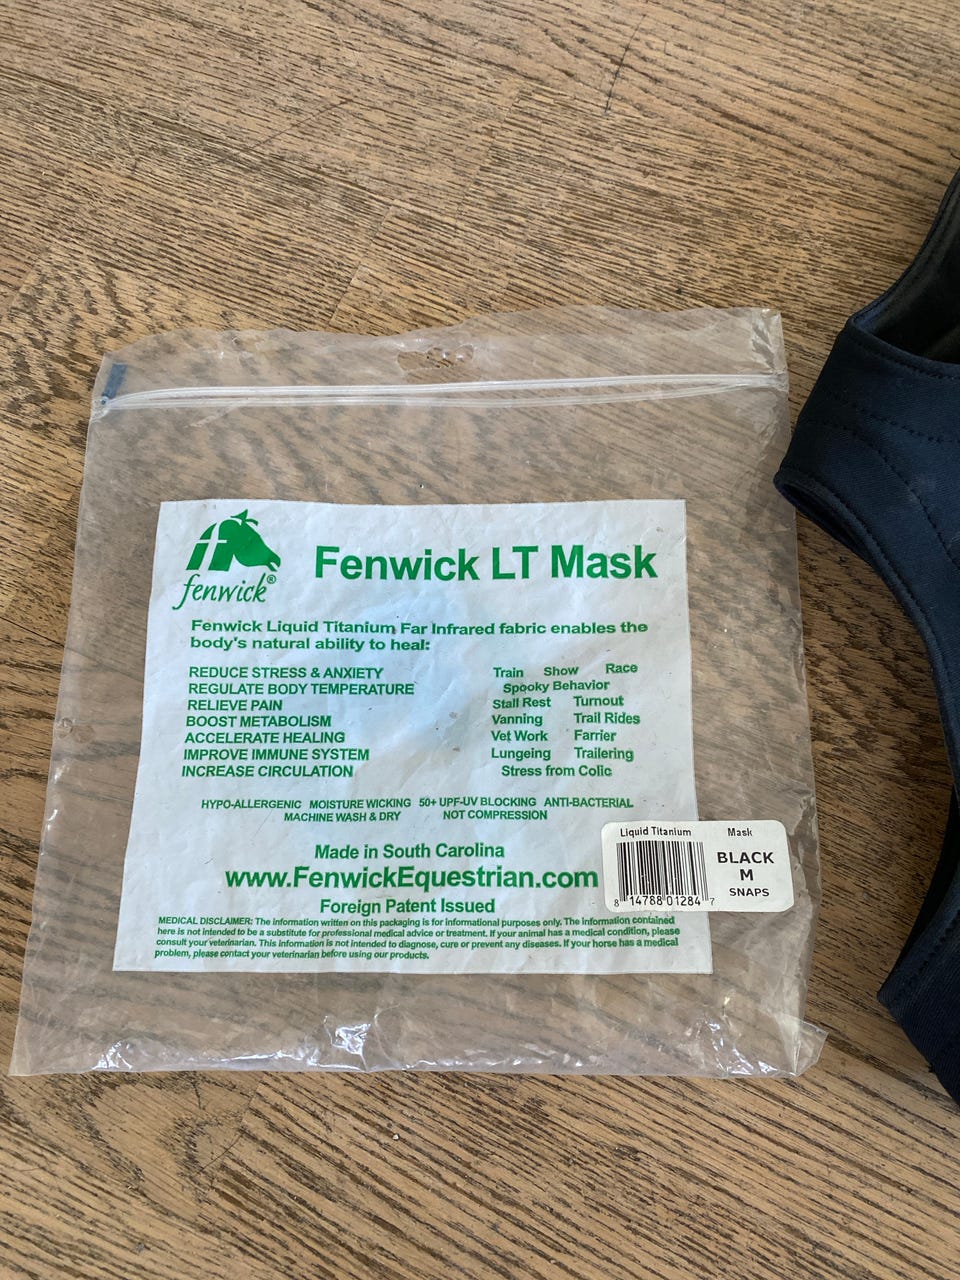 fenwick®
Fenwick LT Mask
Fenwick Liquid Titanium Far Infrared fabric enables the
body's natural ability to heal:
REDUCE STRESS & ANXIETY
REGULATE BODY TEMPERATURE
RELIEVE PAIN
BOOST METABOLISM
ACCELERATE HEALING
IMPROVE IMMUNE SYSTEM
INCREASE CIRCULATION
Train Show Race
Spooky Behavior
Stall Rest Turnout
Vanning Trail Rides
Vet Work Farrier
Lungeing Trailering
Stress from Colic
HYPO-ALLERGENIC MOISTURE WICKING 50+ UPF-UV BLOCKING ANTI-BACTERIAL
MACHINE WASH & DRY NOT COMPRESSION
Made in South Carolina
www.FenwickEquestrian.com
Foreign Patent Issued
MEDICAL DISCLAIMER: The information written on this packaging is for informational purposes only. The information contained
here is not intended to be a substitute for professional medical advice or treatment. If your animal has a medical condition, please
consult your veterinarian. This information is not intended to diagnose, cure or prevent any diseases. If your horse has a medical
problem, please contact your veterinarian before using our products.
Liquid Titanium Mask
BLACK
M
SNAPS
8 14788 01284 7